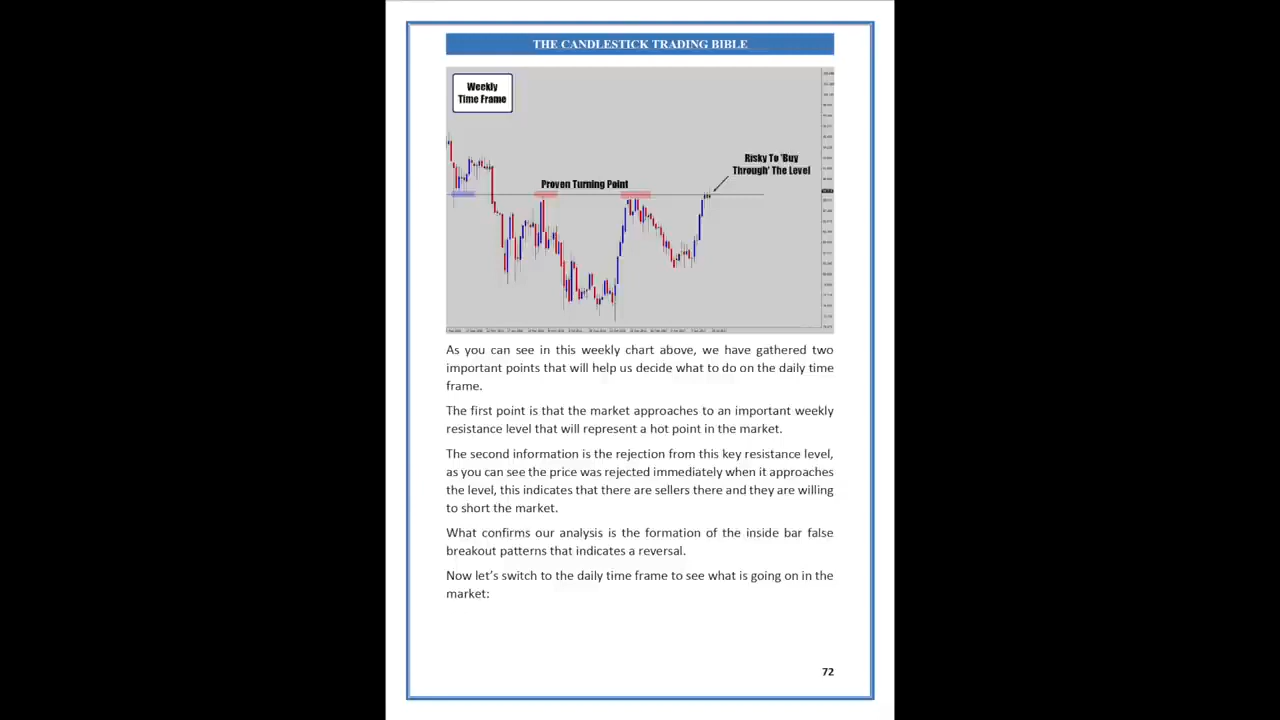 THE CANDLESTICK TRADING BIBLE
Weekly
Time Frame
Risky To 'Buy
Through' The Level
Proven Turning Point
As you can see in this weekly chart above, we have gathered two
important points that will help us decide what to do on the daily time
frame.
The first point is that the market approaches to an important weekly
resistance level that will represent a hot point in the market.
The second information is the rejection from this key resistance level,
as you can see the price was rejected immediately when it approaches
the level, this indicates that there are sellers there and they are willing
to short the market.
What confirms our analysis is the formation of the inside bar false
breakout patterns that indicates a reversal.
Now let’s switch to the daily time frame to see what is going on in the
market:
72